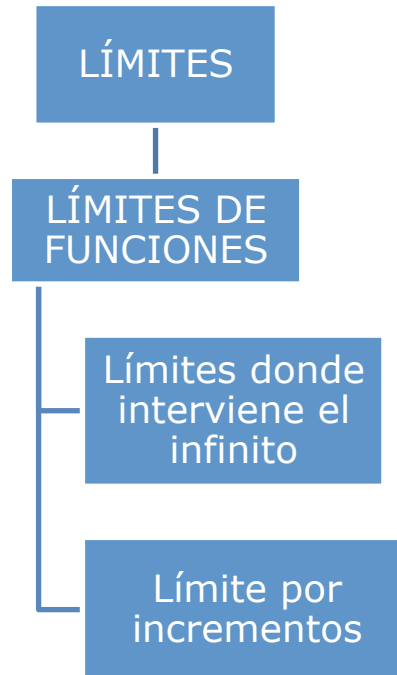 LÍMITES
LÍMITES DE
FUNCIONES
Límites donde
interviene el
infinito
Límite por
incrementos